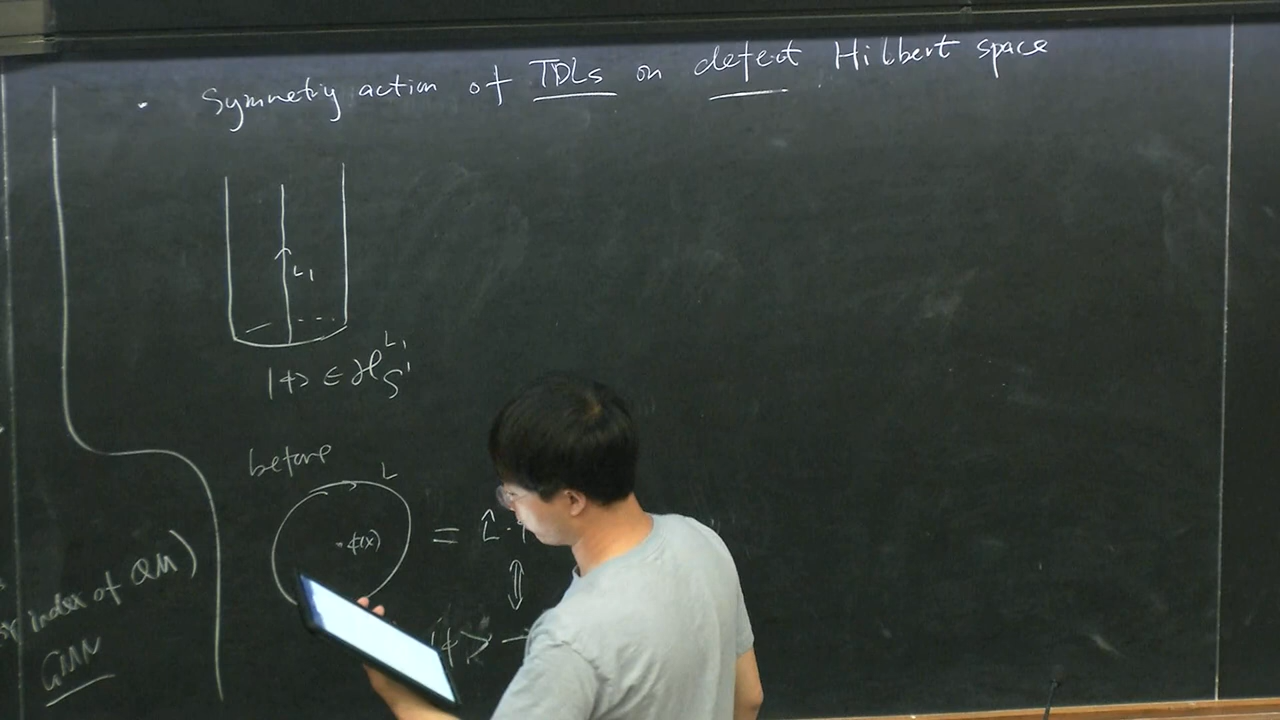 · Symmetry action of TDLs on defect Hilbert space
L₁
|ϕ> ∈ ℋ_{S¹}^{L₁}
before
L
·ϕ(x) = L̂ ·
⇕
|ϕ> →
index of QM)
GNN